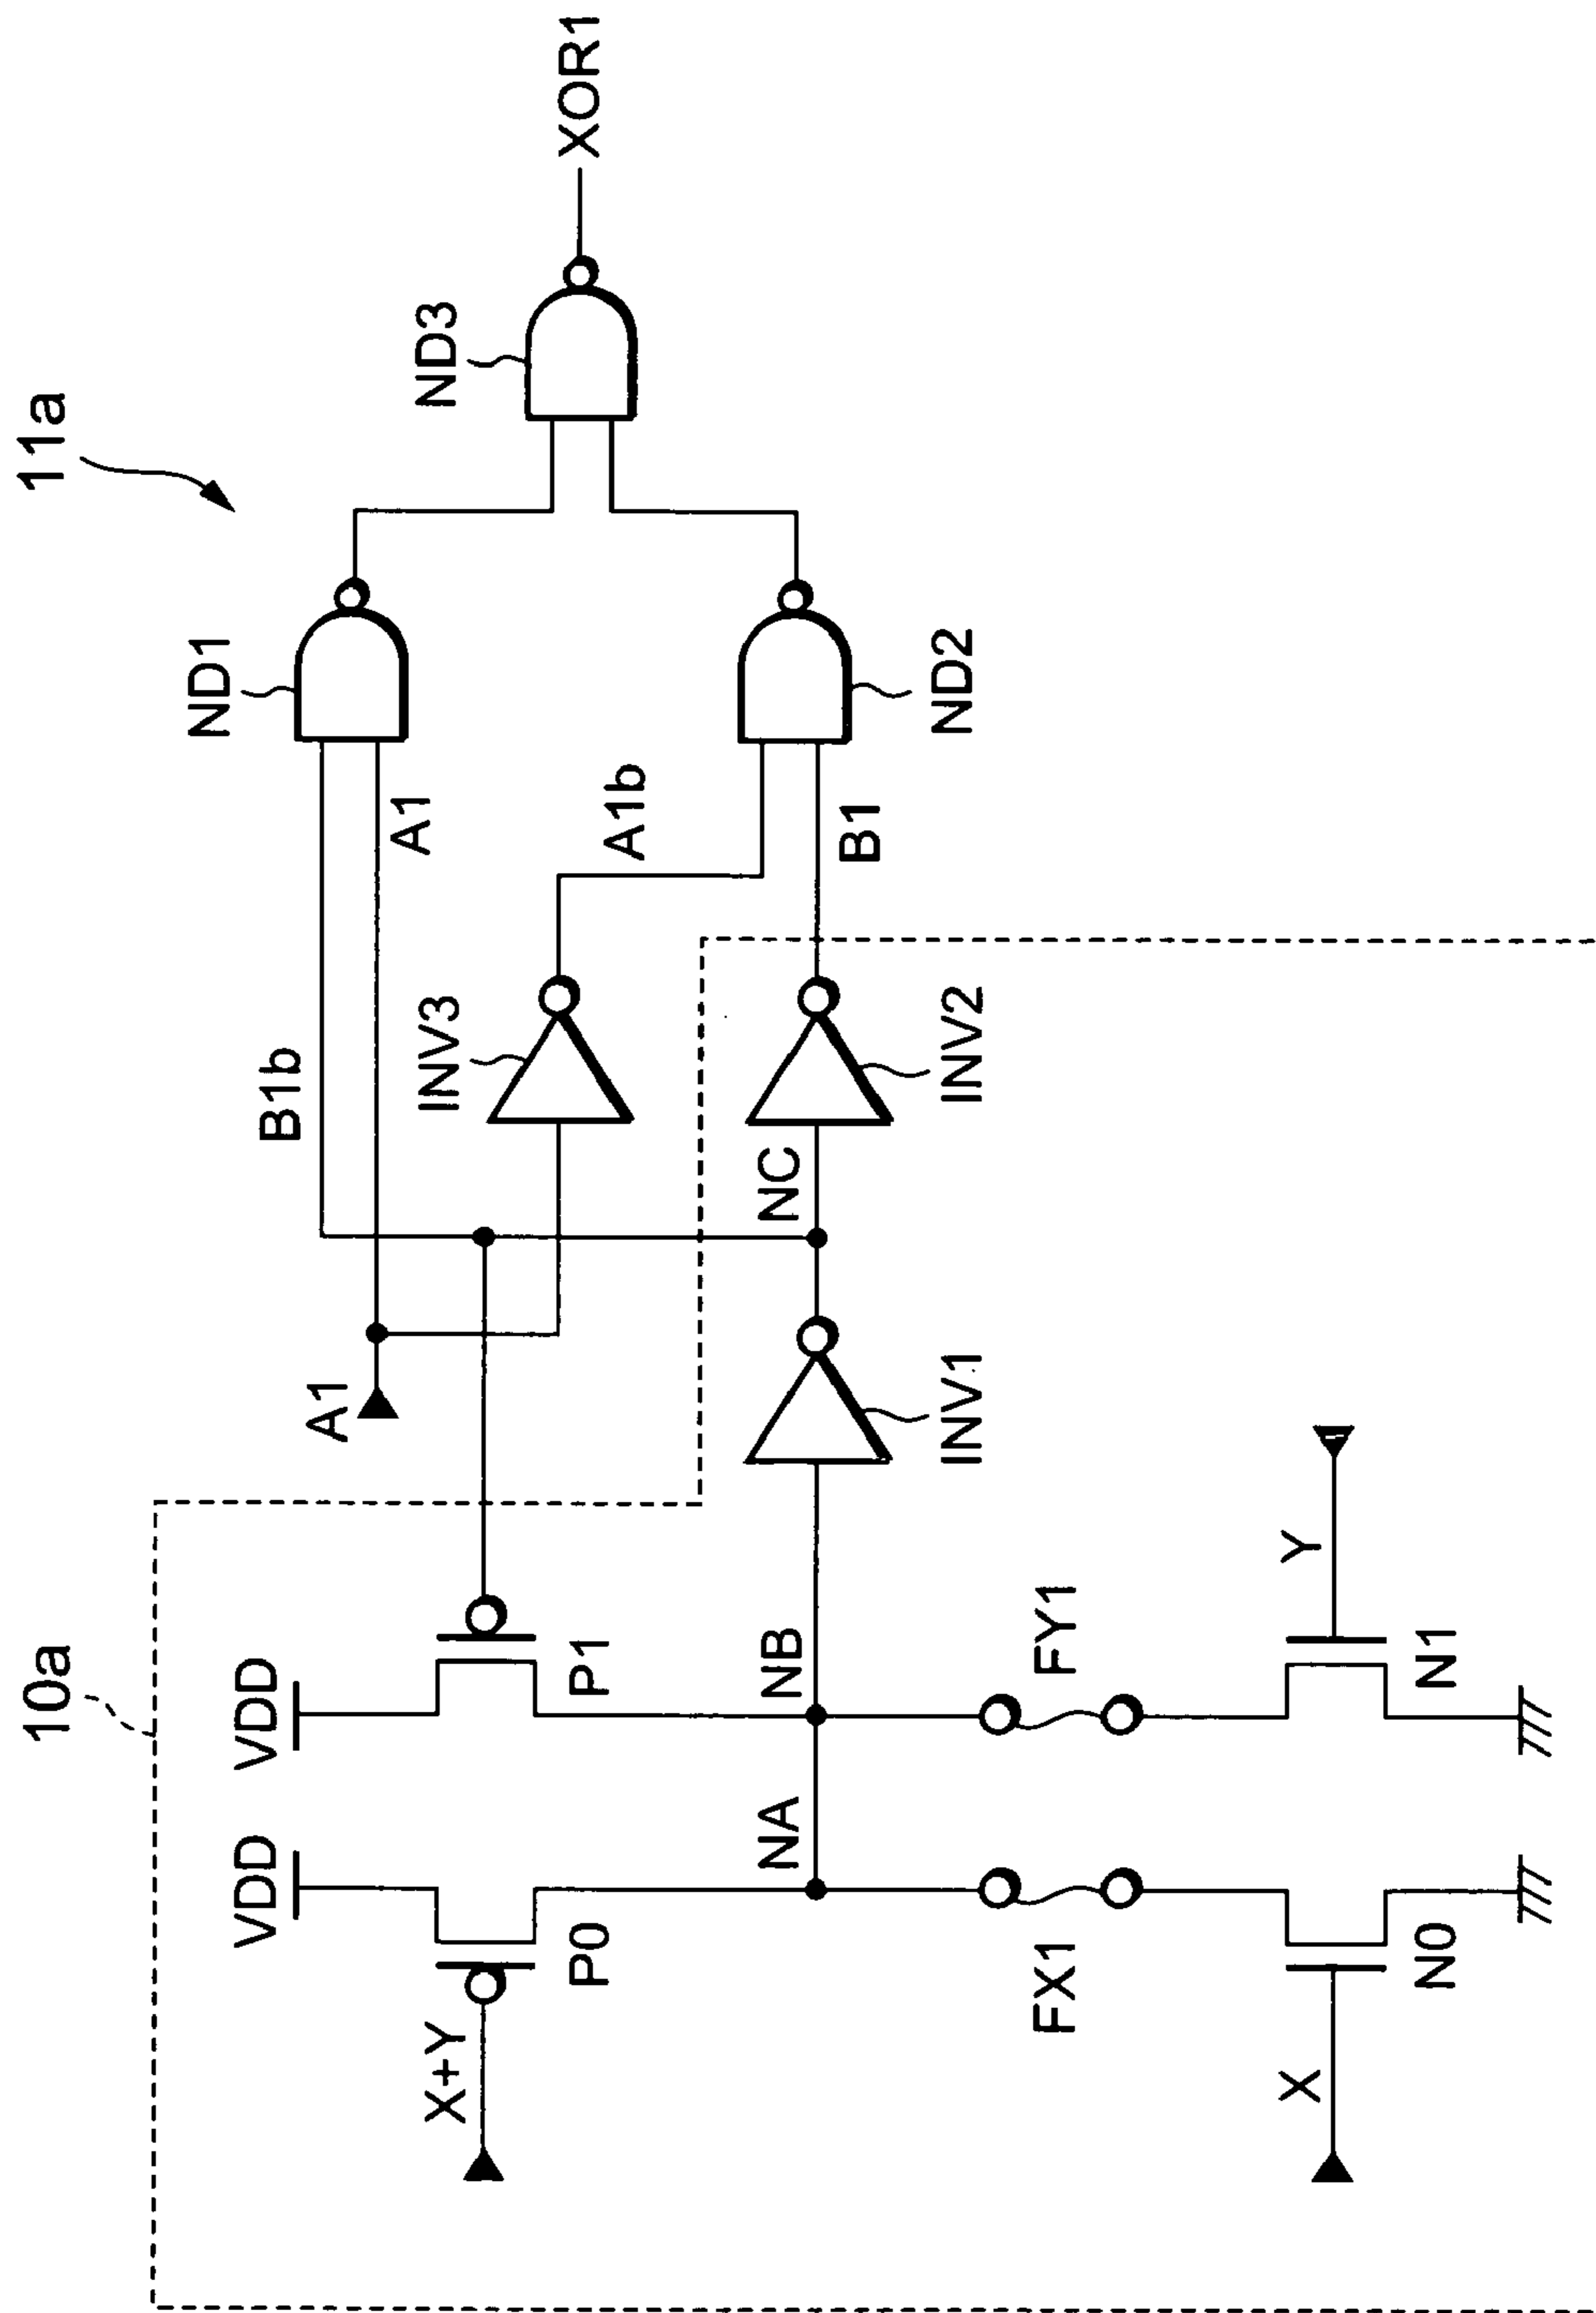 11a
10a
VDD
VDD
X+Y
P0
P1
A1
B1b
A1
ND1
INV3
A1b
ND3
XOR1
NA
NB
NC
B1
ND2
INV1
INV2
FX1
FY1
X
N0
Y
N1